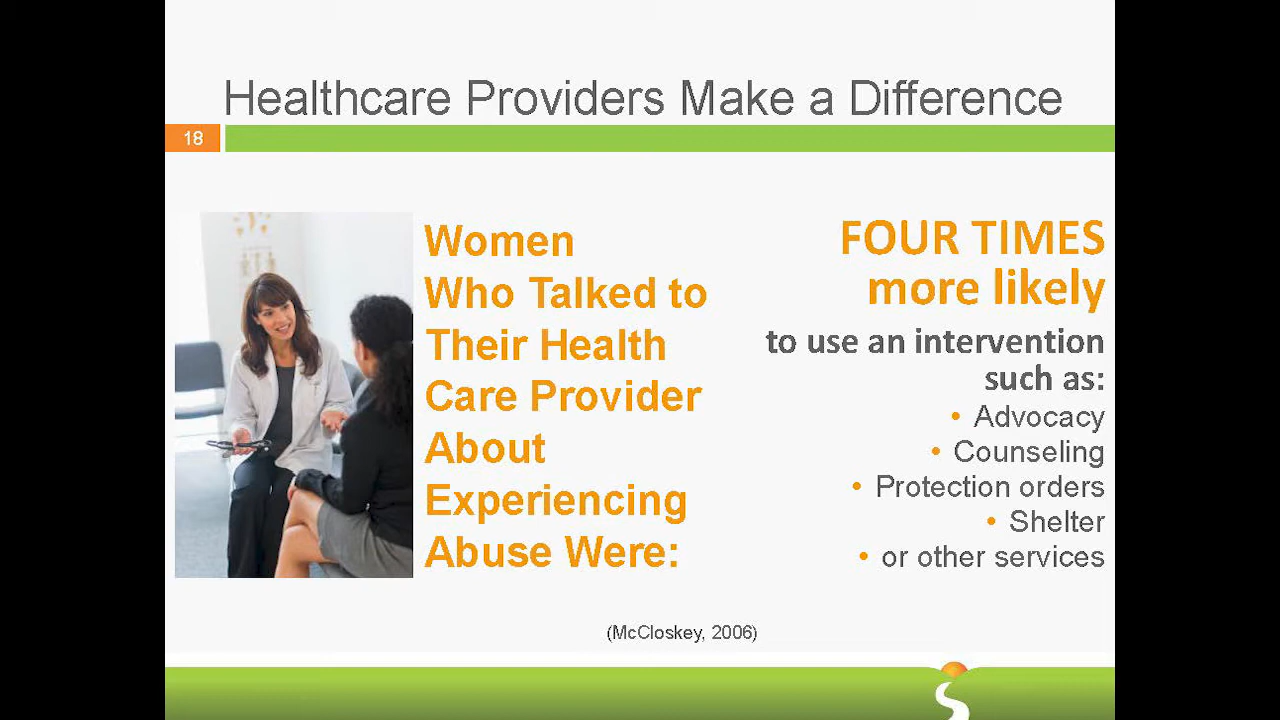 Healthcare Providers Make a Difference
18
Women
Who Talked to
Their Health
Care Provider
About
Experiencing
Abuse Were:
FOUR TIMES
more likely
to use an intervention
such as:
• Advocacy
• Counseling
• Protection orders
• Shelter
• or other services
(McCloskey, 2006)